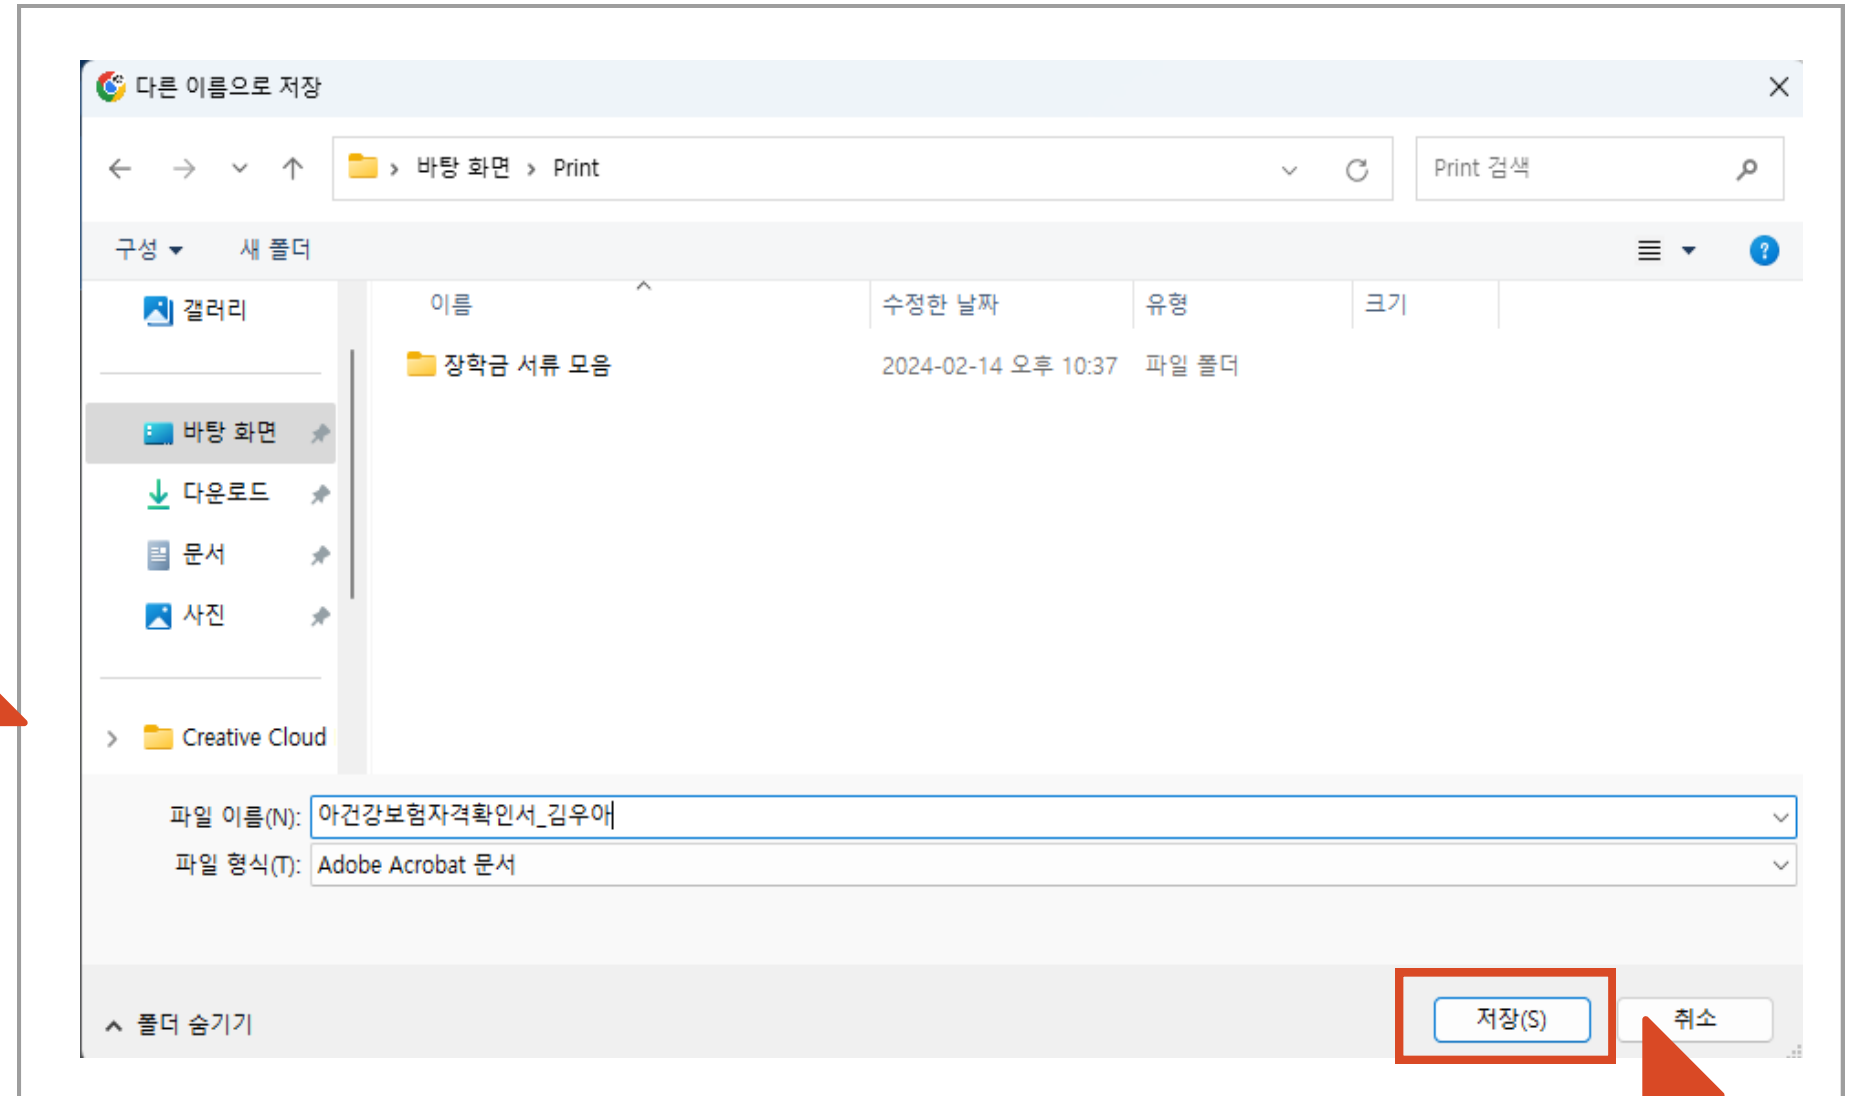 다른 이름으로 저장
바탕 화면 > Print
Print 검색
구성 새 폴더
갤러리
바탕 화면
다운로드
문서
사진
Creative Cloud
이름 수정한 날짜 유형 크기
장학금 서류 모음 2024-02-14 오후 10:37 파일 폴더
파일 이름(N): 아건강보험자격확인서_김우아
파일 형식(T): Adobe Acrobat 문서
폴더 숨기기
저장(S) 취소